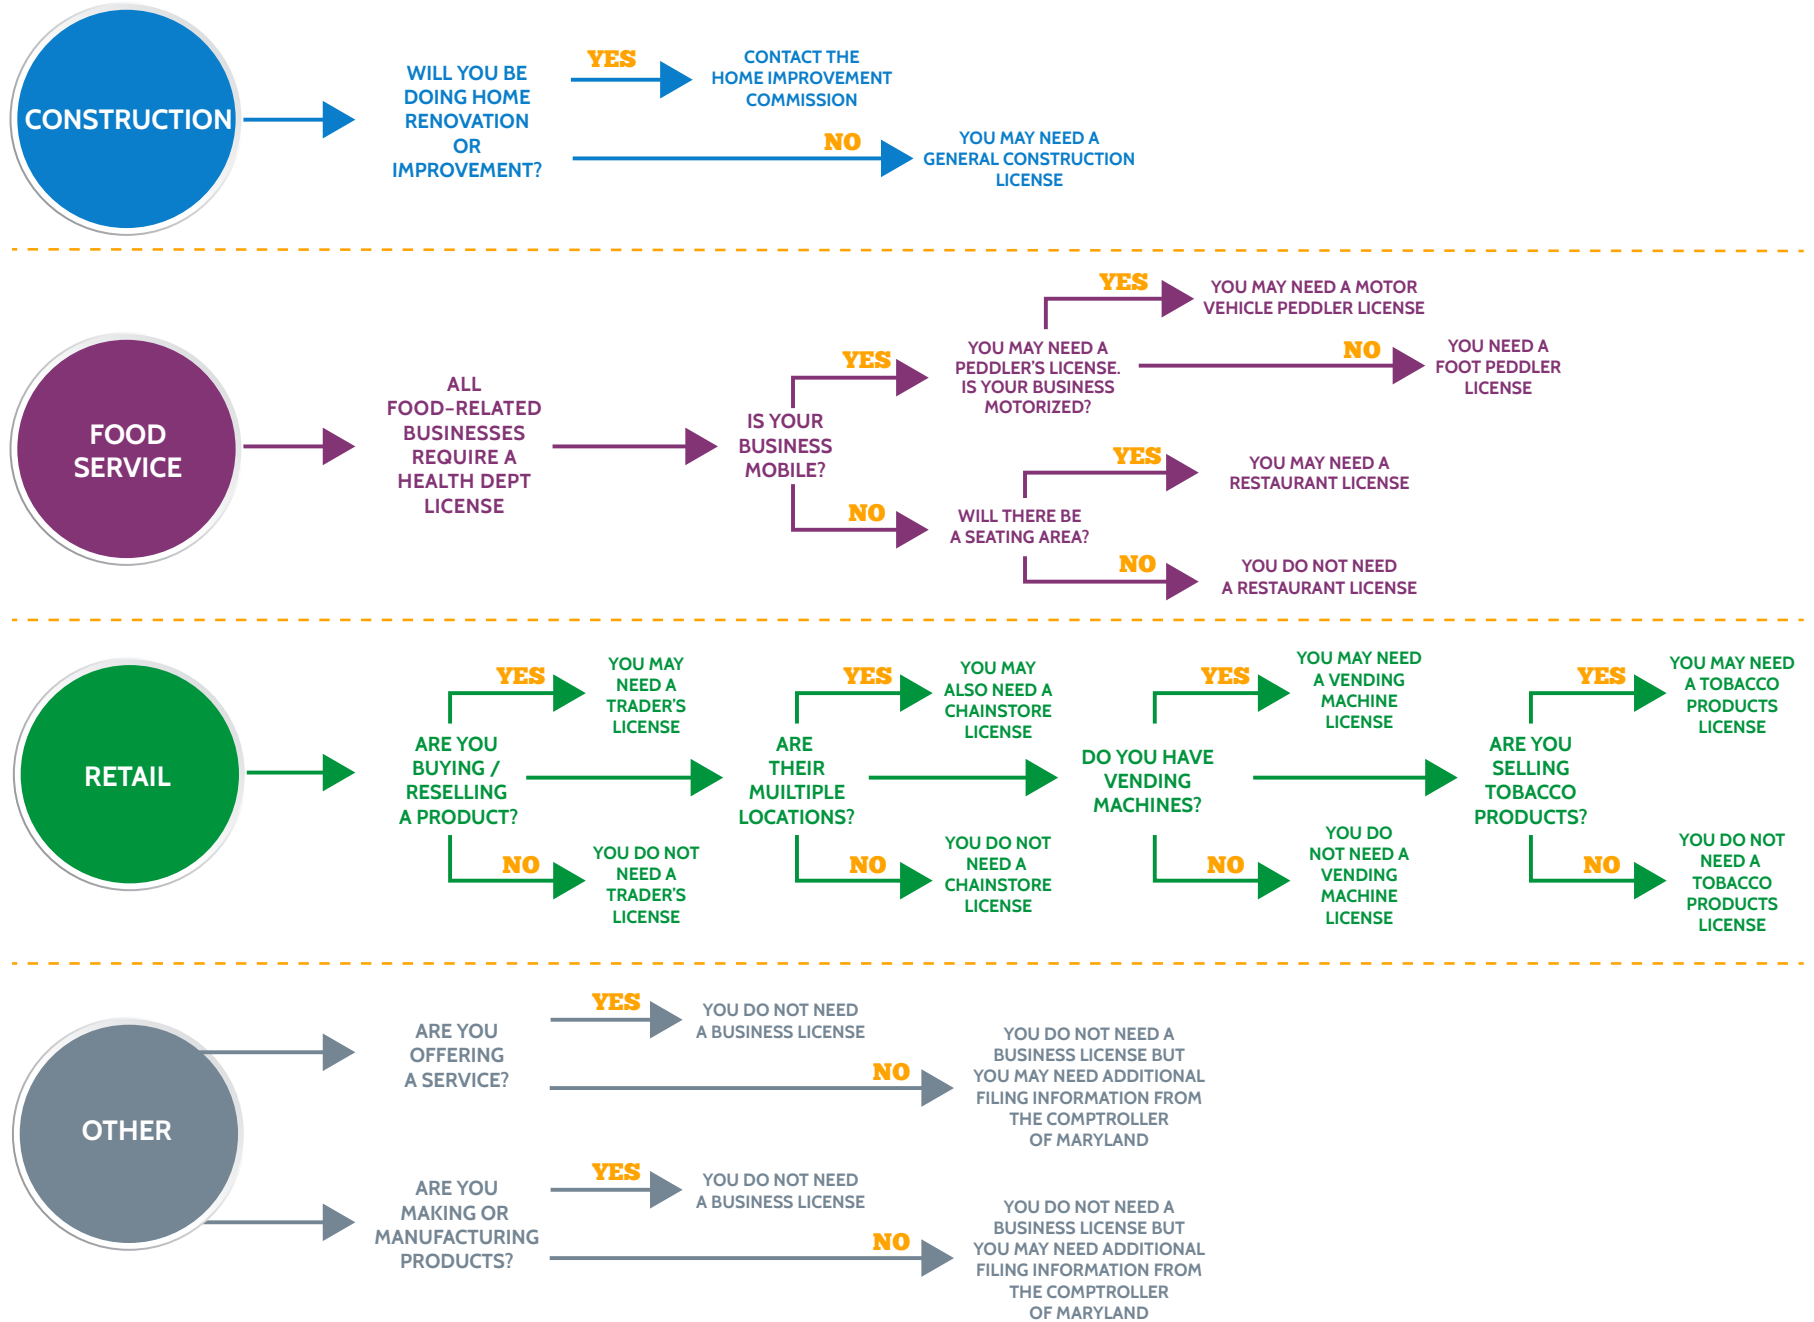 CONSTRUCTION
WILL YOU BE
DOING HOME
RENOVATION
OR
IMPROVEMENT?
YES
CONTACT THE
HOME IMPROVEMENT
COMMISSION
NO
YOU MAY NEED A
GENERAL CONSTRUCTION
LICENSE
FOOD
SERVICE
ALL
FOOD-RELATED
BUSINESSES
REQUIRE A
HEALTH DEPT
LICENSE
IS YOUR
BUSINESS
MOBILE?
YES
YOU MAY NEED A
PEDDLER'S LICENSE.
IS YOUR BUSINESS
MOTORIZED?
YES
YOU MAY NEED A MOTOR
VEHICLE PEDDLER LICENSE
NO
YOU NEED A
FOOT PEDDLER
LICENSE
NO
WILL THERE BE
A SEATING AREA?
YES
YOU MAY NEED A
RESTAURANT LICENSE
NO
YOU DO NOT NEED
A RESTAURANT LICENSE
RETAIL
ARE YOU
BUYING /
RESELLING
A PRODUCT?
YES
YOU MAY
NEED A
TRADER'S
LICENSE
NO
YOU DO NOT
NEED A
TRADER'S
LICENSE
ARE
THEIR
MUILTIPLE
LOCATIONS?
YES
YOU MAY
ALSO NEED A
CHAINSTORE
LICENSE
NO
YOU DO NOT
NEED A
CHAINSTORE
LICENSE
DO YOU HAVE
VENDING
MACHINES?
YES
YOU MAY NEED
A VENDING
MACHINE
LICENSE
NO
YOU DO
NOT NEED A
VENDING
MACHINE
LICENSE
ARE YOU
SELLING
TOBACCO
PRODUCTS?
YES
YOU MAY NEED
A TOBACCO
PRODUCTS
LICENSE
NO
YOU DO NOT
NEED A
TOBACCO
PRODUCTS
LICENSE
OTHER
ARE YOU
OFFERING
A SERVICE?
YES
YOU DO NOT NEED
A BUSINESS LICENSE
NO
YOU DO NOT NEED A
BUSINESS LICENSE BUT
YOU MAY NEED ADDITIONAL
FILING INFORMATION FROM
THE COMPTROLLER
OF MARYLAND
ARE YOU
MAKING OR
MANUFACTURING
PRODUCTS?
YES
YOU DO NOT NEED
A BUSINESS LICENSE
NO
YOU DO NOT NEED A
BUSINESS LICENSE BUT
YOU MAY NEED ADDITIONAL
FILING INFORMATION FROM
THE COMPTROLLER
OF MARYLAND